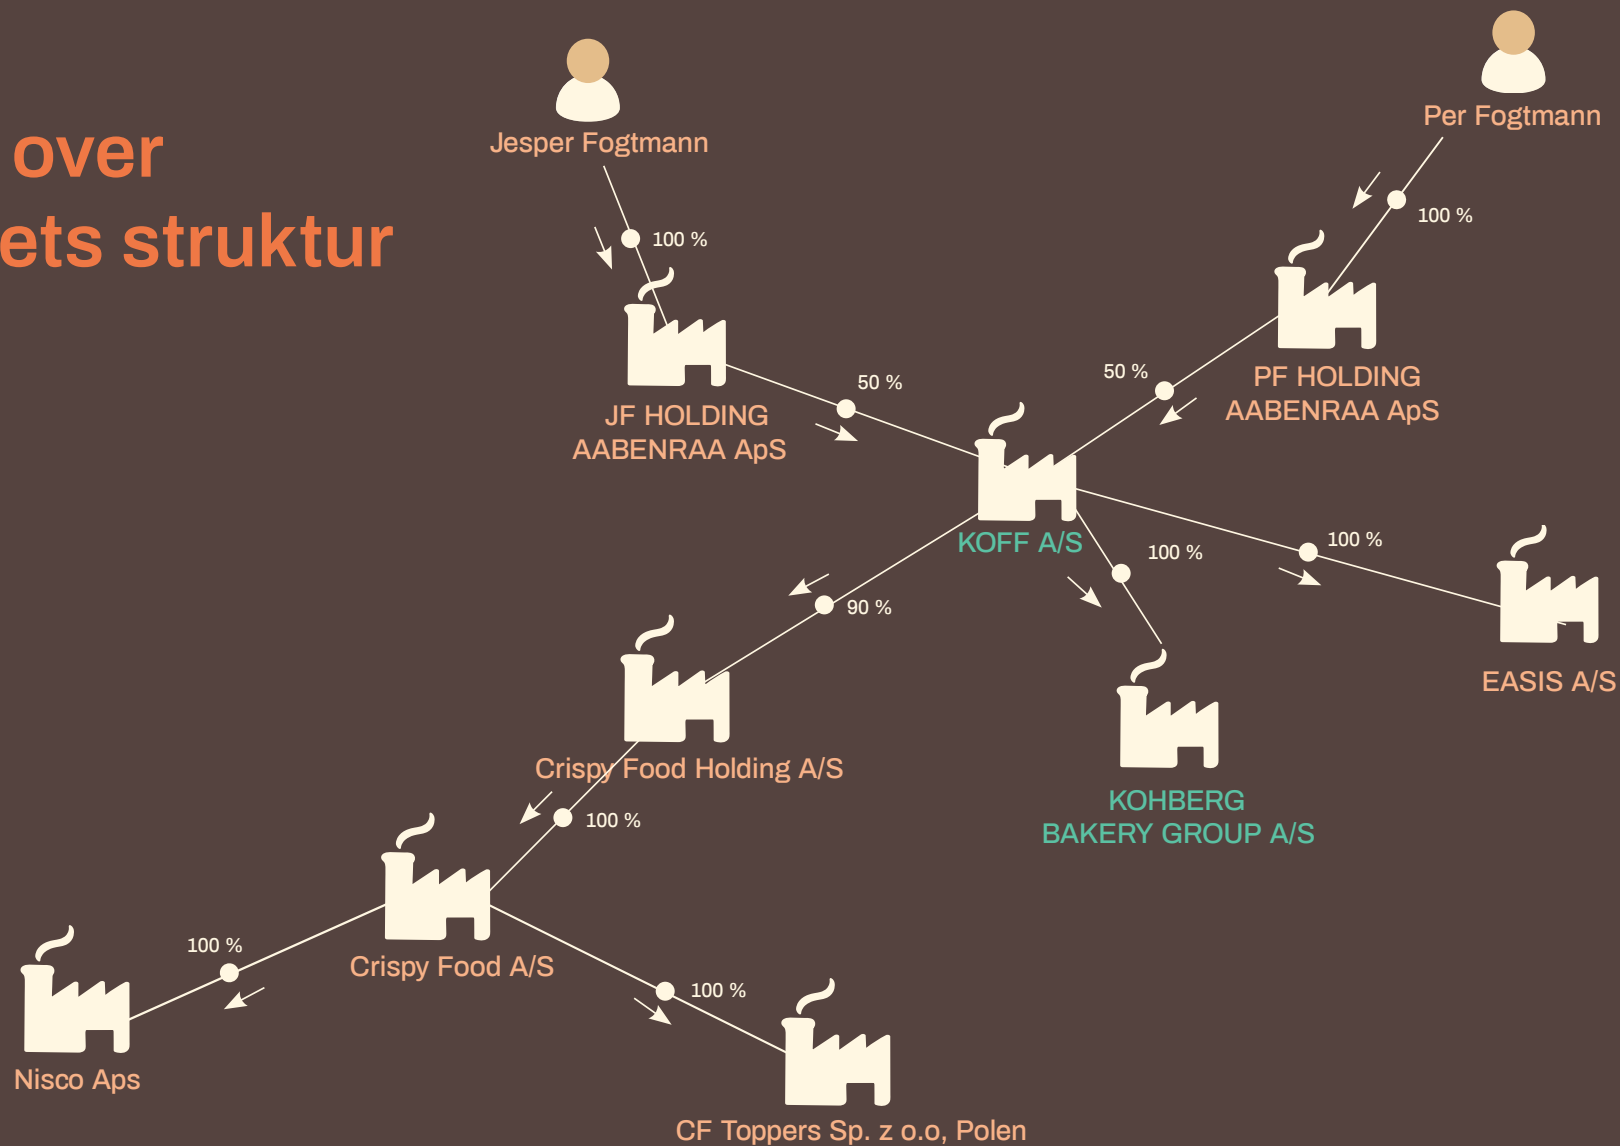 over
ets struktur
Jesper Fogtmann
Per Fogtmann
100 %
100 %
JF HOLDING
AABENRAA ApS
50 %
50 %
PF HOLDING
AABENRAA ApS
KOFF A/S
90 %
100 %
100 %
EASIS A/S
Crispy Food Holding A/S
KOHBERG
BAKERY GROUP A/S
100 %
Crispy Food A/S
100 %
100 %
Nisco Aps
CF Toppers Sp. z o.o, Polen